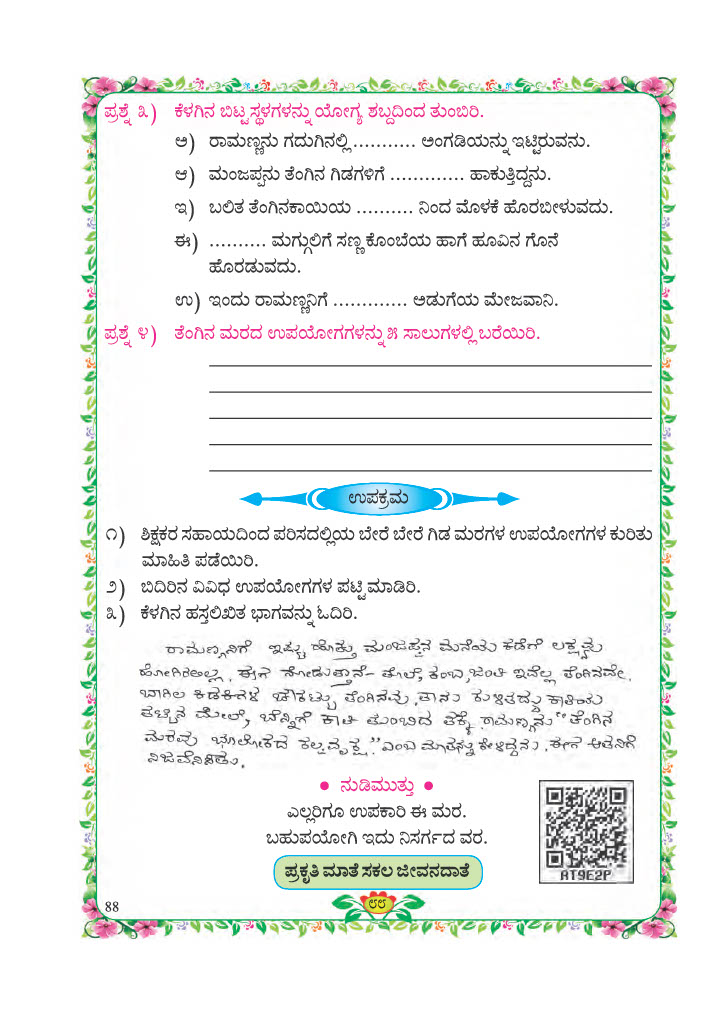 ಪ್ರಶ್ನೆ ೩) ಕೆಳಗಿನ ಬಿಟ್ಟಸ್ಥಳಗಳನ್ನು ಯೋಗ್ಯ ಶಬ್ದದಿಂದ ತುಂಬಿರಿ.
ಅ) ರಾಮಣ್ಣನು ಗದುಗಿನಲ್ಲಿ ........... ಅಂಗಡಿಯನ್ನು ಇಟ್ಟಿರುವನು.
ಆ) ಮಂಜಪ್ಪನು ತೆಂಗಿನ ಗಿಡಗಳಿಗೆ ............. ಹಾಕುತ್ತಿದ್ದನು.
ಇ) ಬಲಿತ ತೆಂಗಿನಕಾಯಿಯ .......... ನಿಂದ ಮೊಳಕೆ ಹೊರಬೀಳುವದು.
ಈ) .......... ಮಗ್ಗುಲಿಗೆ ಸಣ್ಣ ಕೊಂಬೆಯ ಹಾಗೆ ಹೂವಿನ ಗೊನೆ
ಹೊರಡುವದು.
ಉ) ಇಂದು ರಾಮಣ್ಣನಿಗೆ ............. ಅಡುಗೆಯ ಮೇಜವಾನಿ.
ಪ್ರಶ್ನೆ ೪) ತೆಂಗಿನ ಮರದ ಉಪಯೋಗಗಳನ್ನು ೫ ಸಾಲುಗಳಲ್ಲಿ ಬರೆಯಿರಿ.
ಉಪಕ್ರಮ
೧) ಶಿಕ್ಷಕರ ಸಹಾಯದಿಂದ ಪರಿಸದಲ್ಲಿಯ ಬೇರೆ ಬೇರೆ ಗಿಡ ಮರಗಳ ಉಪಯೋಗಗಳ ಕುರಿತು
ಮಾಹಿತಿ ಪಡೆಯಿರಿ.
೨) ಬಿದಿರಿನ ವಿವಿಧ ಉಪಯೋಗಗಳ ಪಟ್ಟಿಮಾಡಿರಿ.
೩) ಕೆಳಗಿನ ಹಸ್ತಲಿಖಿತ ಭಾಗವನ್ನು ಓದಿರಿ.
ರಾಮಣ್ಣನಿಗೆ ಇಷ್ಟು ಹೊತ್ತು ಮಂಜಪ್ಪನ ಮನೆಯ ಕಡೆಗೆ ಲಕ್ಷ್ಯವು
ಹೋಗಿರಲಿಲ್ಲ. ಈಗ ನೋಡುತ್ತಾನೆ- ತೊಲೆ, ಕಂಬ, ಜಂತಿ ಇವೆಲ್ಲ ತೆಂಗಿನವೇ.
ಬಾಗಿಲ ಕಿಡಕಿಗಳ ಚೌಕಟ್ಟು ತೆಂಗಿನವು, ತಾನು ಕುಳಿತದ್ದು ಕಾತಿಯ
ಮೇಲೆ, ಬೆನ್ನಿಗೆ ಕಾತಿ ತುಂಬಿದ ತೆಕ್ಕೆ. ರಾಮಣ್ಣನು "ತೆಂಗಿನ
ಮರವು ಭೂಲೋಕದ ಕಲ್ಪವೃಕ್ಷ." ಎಂಬ ಮಾತನ್ನು ಕೇಳಿದ್ದನು. ಈಗ ಆತನಿಗೆ
ನಿಜವೆನಿಸಿತು.
• ನುಡಿಮುತ್ತು •
ಎಲ್ಲರಿಗೂ ಉಪಕಾರಿ ಈ ಮರ.
ಬಹುಪಯೋಗಿ ಇದು ನಿಸರ್ಗದ ವರ.
ಪ್ರಕೃತಿ ಮಾತೆ ಸಕಲ ಜೀವನದಾತೆ
AT9E2P
88
೮೮